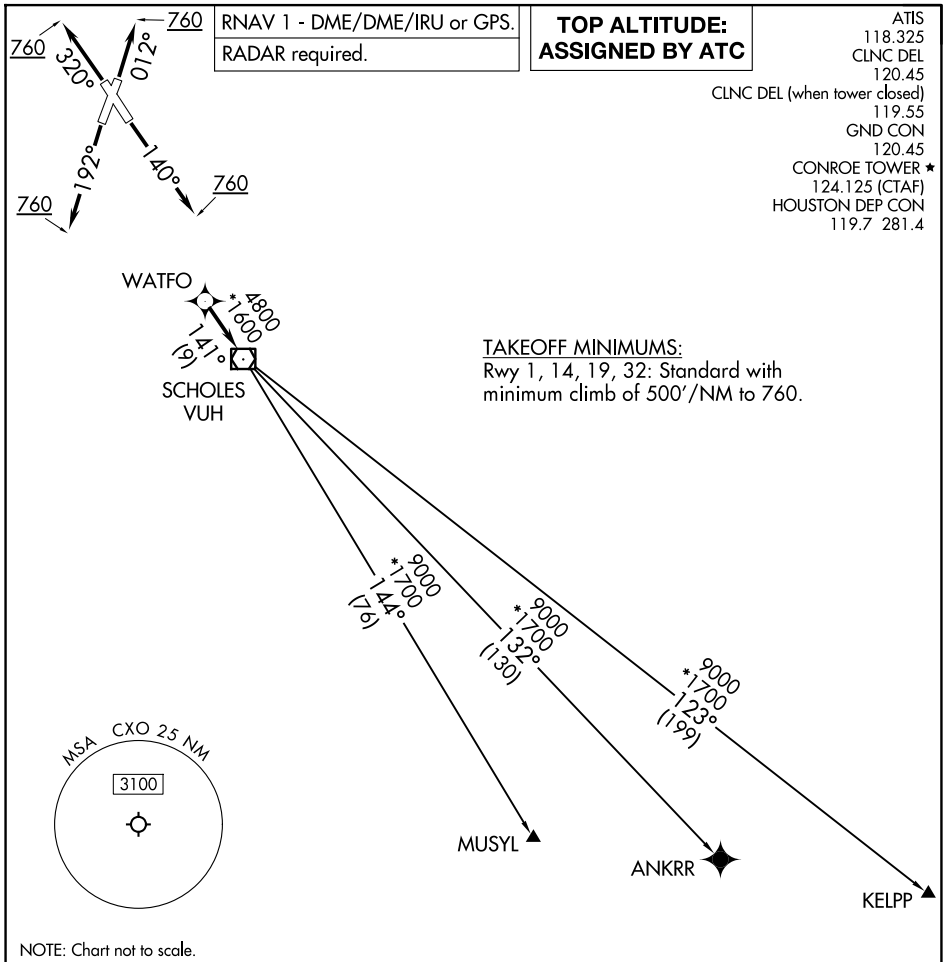 760
320°
760
012°
192°
760
140°
760
RNAV 1 - DME/DME/IRU or GPS.
RADAR required.
TOP ALTITUDE:
ASSIGNED BY ATC
ATIS
118.325
CLNC DEL
120.45
CLNC DEL (when tower closed)
119.55
GND CON
120.45
CONROE TOWER ★
124.125 (CTAF)
HOUSTON DEP CON
119.7 281.4
WATFO
4800
*1600
141°
(9)
SCHOLES
VUH
TAKEOFF MINIMUMS:
Rwy 1, 14, 19, 32: Standard with
minimum climb of 500'/NM to 760.
9000
*1700
144°
(76)
9000
*1700
132°
(130)
9000
*1700
123°
(199)
MSA CXO 25 NM
3100
MUSYL
ANKRR
KELPP
NOTE: Chart not to scale.